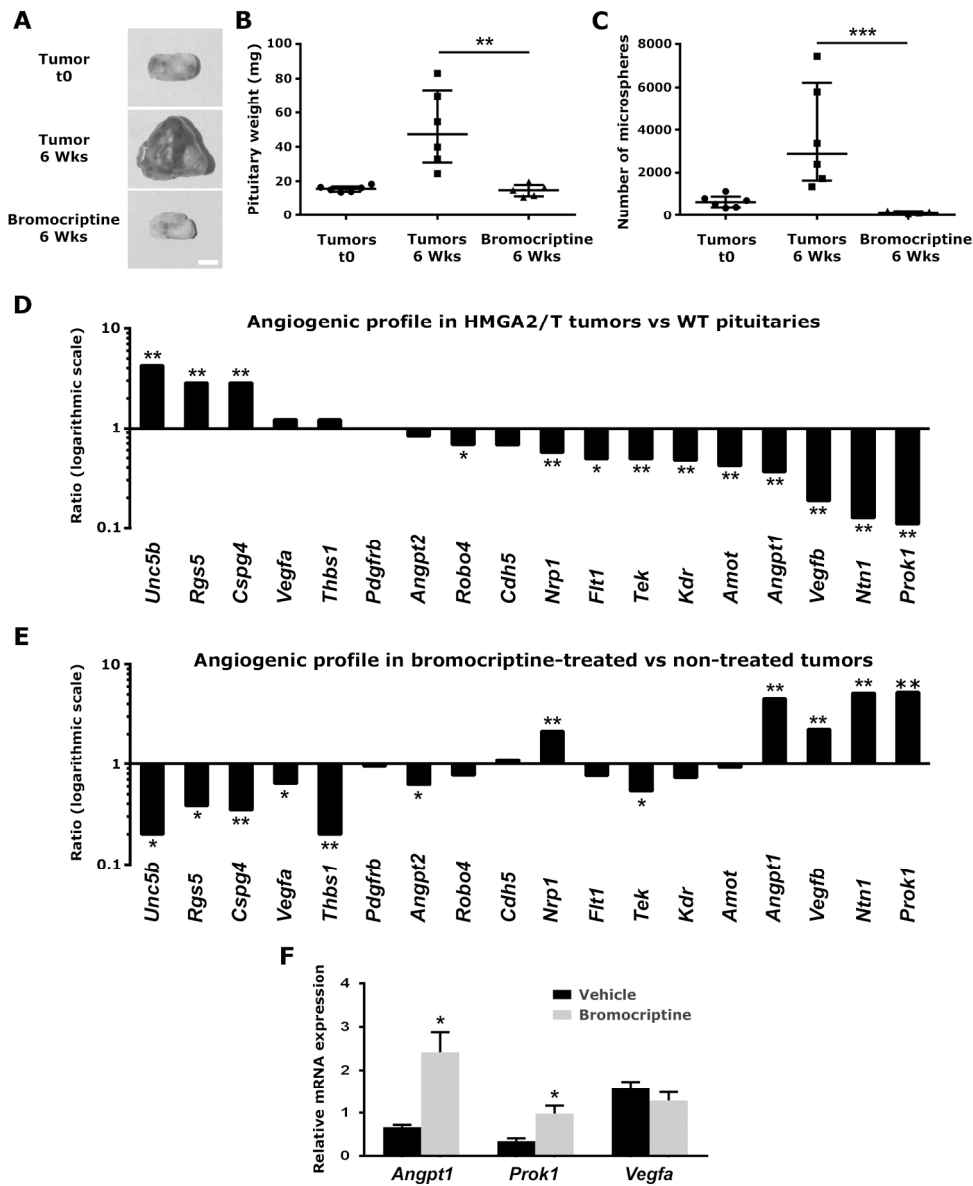 A
Tumor
t0
Tumor
6 Wks
Bromocriptine
6 Wks
B
**
Pituitary weight (mg)
100
80
60
40
20
0
Tumors
t0
Tumors
6 Wks
Bromocriptine
6 Wks
C
***
Number of microspheres
8000
6000
4000
2000
0
Tumors
t0
Tumors
6 Wks
Bromocriptine
6 Wks
D
Angiogenic profile in HMGA2/T tumors vs WT pituitaries
Ratio (logarithmic scale)
10
1
0.1
** ** ** * ** * ** ** ** ** ** ** **
Unc5b Rgs5 Cspg4 Vegfa Thbs1 Pdgfrb Angpt2 Robo4 Cdh5 Nrp1 Flt1 Tek Kdr Amot Angpt1 Vegfb Ntn1 Prok1
E
Angiogenic profile in bromocriptine-treated vs non-treated tumors
Ratio (logarithmic scale)
10
1
0.1
* * ** * ** * ** * ** ** ** **
Unc5b Rgs5 Cspg4 Vegfa Thbs1 Pdgfrb Angpt2 Robo4 Cdh5 Nrp1 Flt1 Tek Kdr Amot Angpt1 Vegfb Ntn1 Prok1
F
Relative mRNA expression
4
3
2
1
0
Vehicle
Bromocriptine
* *
Angpt1 Prok1 Vegfa